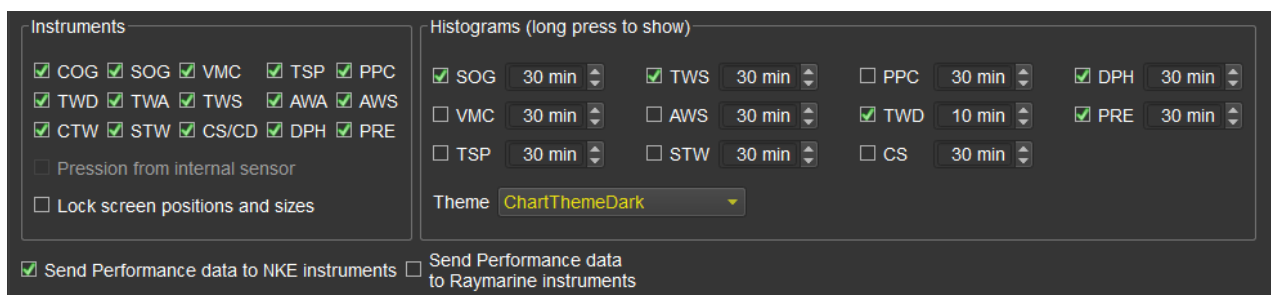 Instruments
COG SOG VMC TSP PPC
TWD TWA TWS AWA AWS
CTW STW CS/CD DPH PRE
Pression from internal sensor
Lock screen positions and sizes
Histograms (long press to show)
SOG 30 min TWS 30 min PPC 30 min DPH 30 min
VMC 30 min AWS 30 min TWD 10 min PRE 30 min
TSP 30 min STW 30 min CS 30 min
Theme ChartThemeDark
Send Performance data to NKE instruments
Send Performance data
to Raymarine instruments